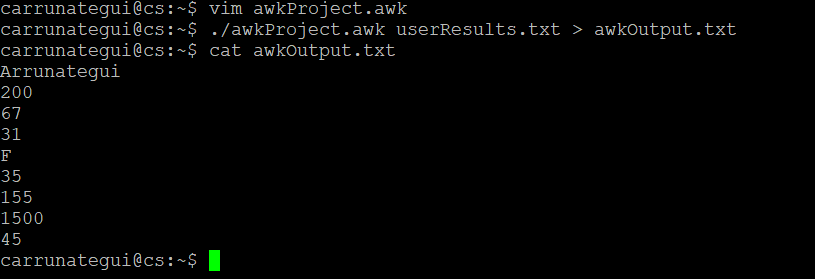 carrunategui@cs:~$ vim awkProject.awk
carrunategui@cs:~$ ./awkProject.awk userResults.txt > awkOutput.txt
carrunategui@cs:~$ cat awkOutput.txt
Arrunategui
200
67
31
F
35
155
1500
45
carrunategui@cs:~$